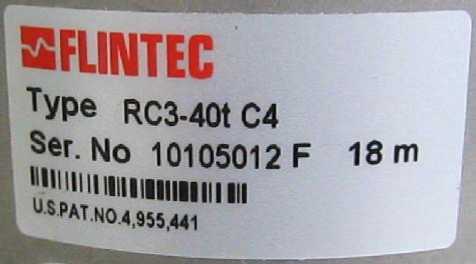 FLINTEC
Type RC3-40t C4
Ser. No 10105012 F 18 m
U.S.PAT.NO.4,955,441